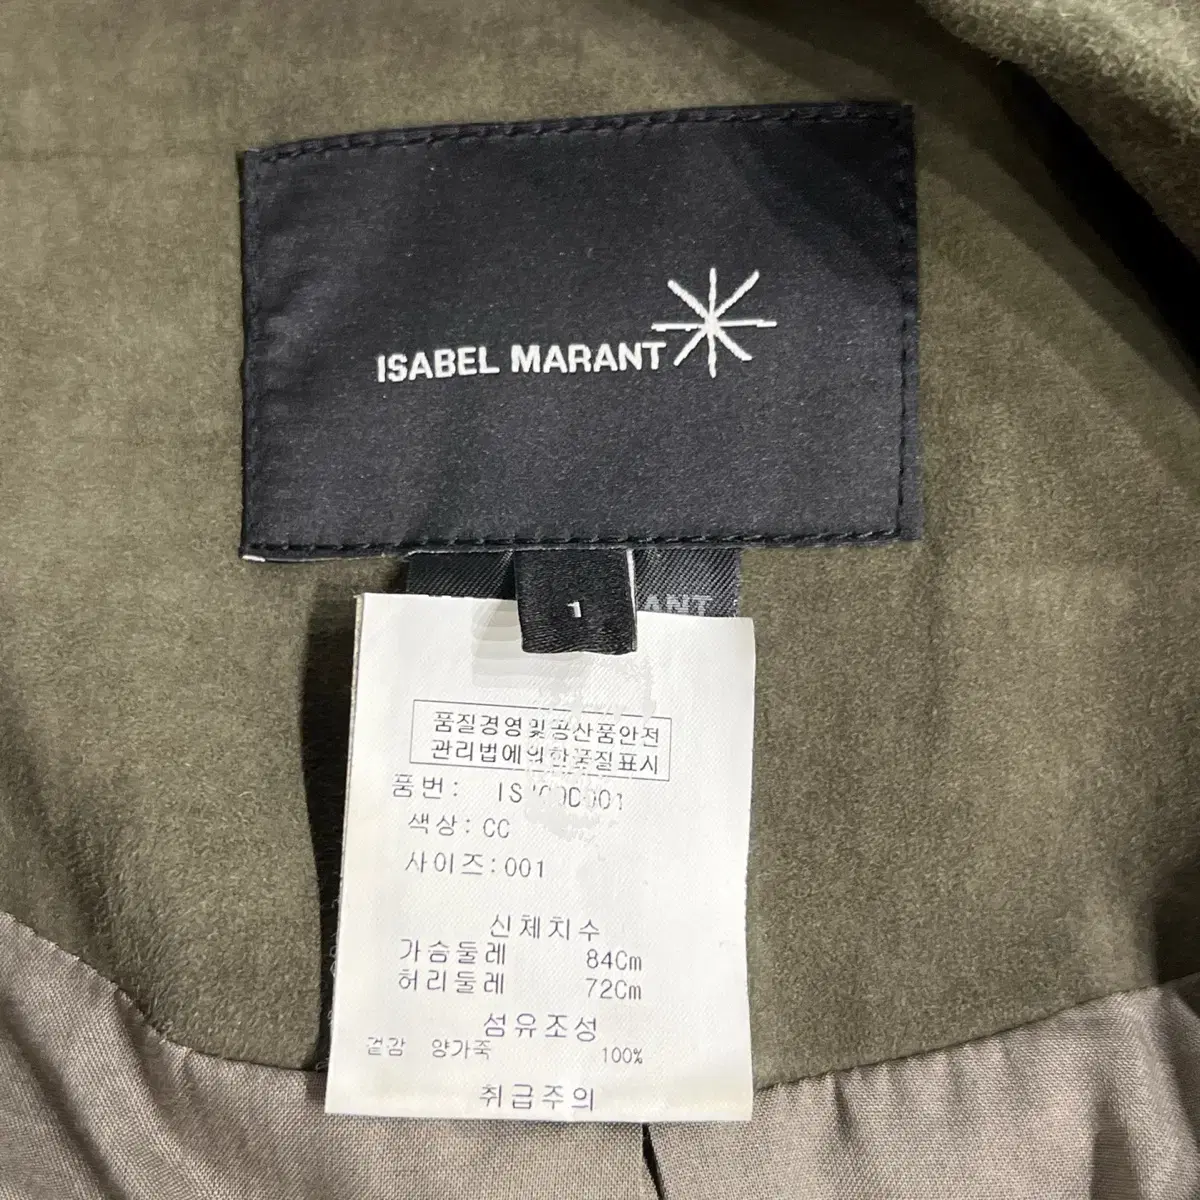 ISABEL MARANT
1
ANT
품질경영및공산품안전
관리법에의한품질표시
품번:
색상: CC
사이즈: 001
신체치수
가슴둘레 84Cm
허리둘레 72Cm
섬유조성
겉감 양가죽 100%
취급주의